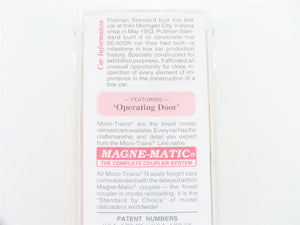 Car Information
Pullman Standard built this box
car at their Michigan City, Indiana
shop in May 1953, Pullman Stan-
dard built it to celebrate the
50,000th car they had built–a
milestone in box car production
history. Specially constructed for
exhibition purposes, it afforded an
unusual opportunity for close in-
spection of every element of impor-
tance in the construction of a box
car.
— FEATURING —
'Operating Door'
Micro-Trains® are the finest model
railroad cars available. Every car has the
craftsmanship and detail you expect
from the Micro-Trains® Line name
MAGNE-MATIC®
THE COMPLETE COUPLER SYSTEM
All Micro-Trains® N scale freight cars
come standard with the delayed action
Magne-Matic® coupler – the finest
coupler in model railroading. It is the
"Standard by Choice" of model
railroaders worldwide!
PATENT NUMBERS